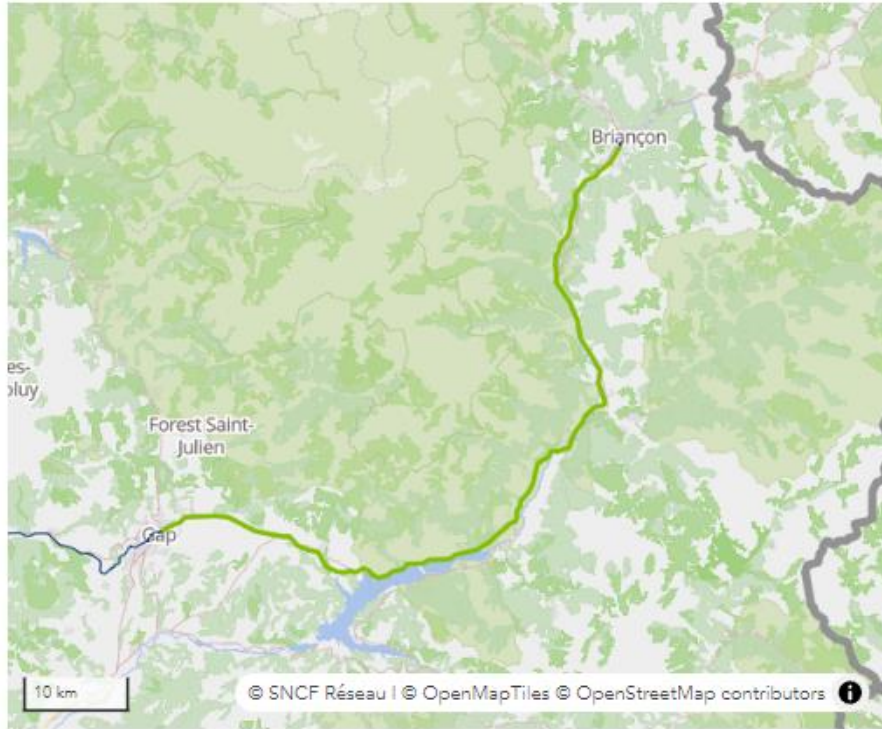 Briançon
es-
oluy
Forest Saint-
Julien
Gap
10 km
© SNCF Réseau | © OpenMapTiles © OpenStreetMap contributors